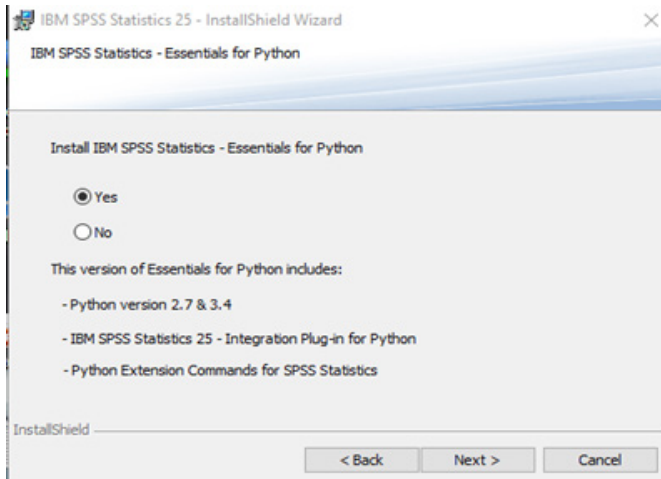 IBM SPSS Statistics 25 - InstallShield Wizard
IBM SPSS Statistics - Essentials for Python
Install IBM SPSS Statistics - Essentials for Python
Yes
No
This version of Essentials for Python includes:
- Python version 2.7 & 3.4
- IBM SPSS Statistics 25 - Integration Plug-in for Python
- Python Extension Commands for SPSS Statistics
InstallShield
< Back Next > Cancel